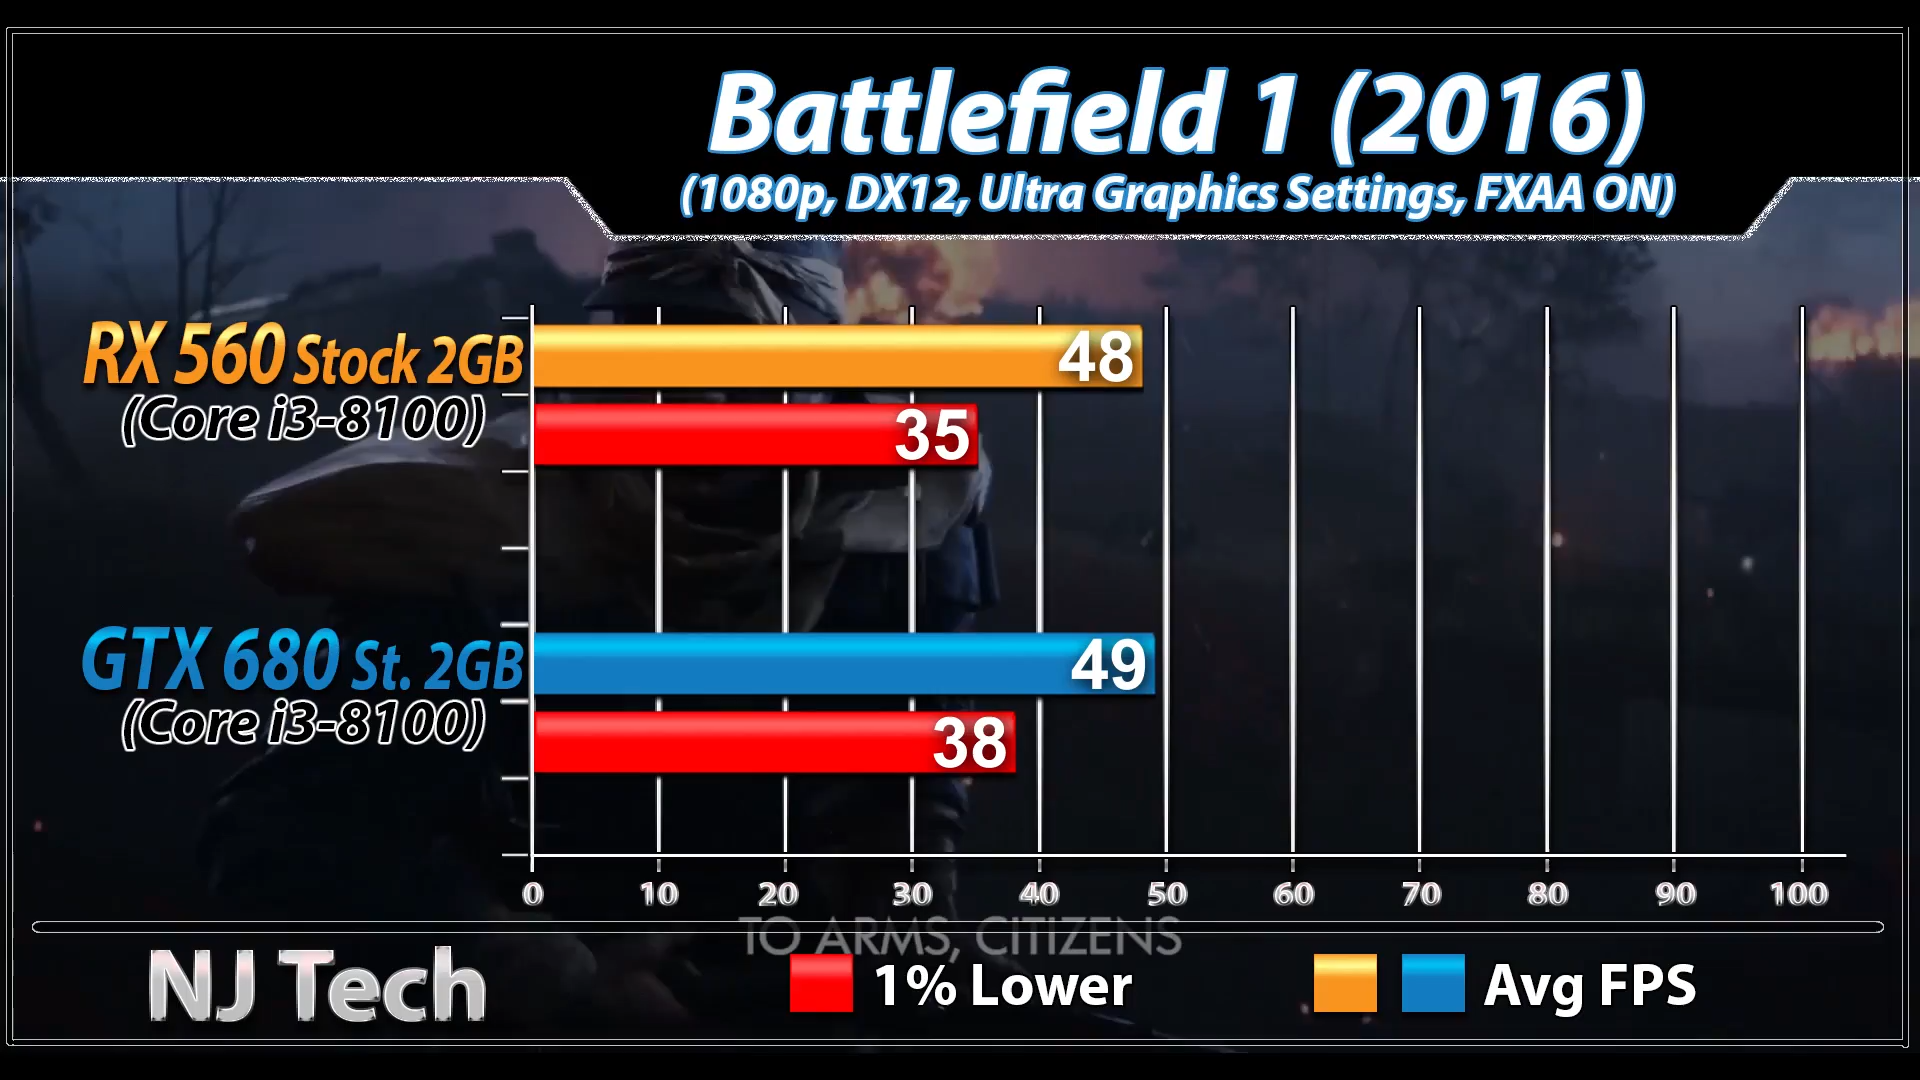 Battlefield 1 (2016)
(1080p, DX12, Ultra Graphics Settings, FXAA ON)
RX 560 Stock 2GB
(Core i3-8100)
48
35
GTX 680 St. 2GB
(Core i3-8100)
49
38
0 10 20 30 40 50 60 70 80 90 100
TO ARMS, CITIZENS
NJ Tech
1% Lower
Avg FPS